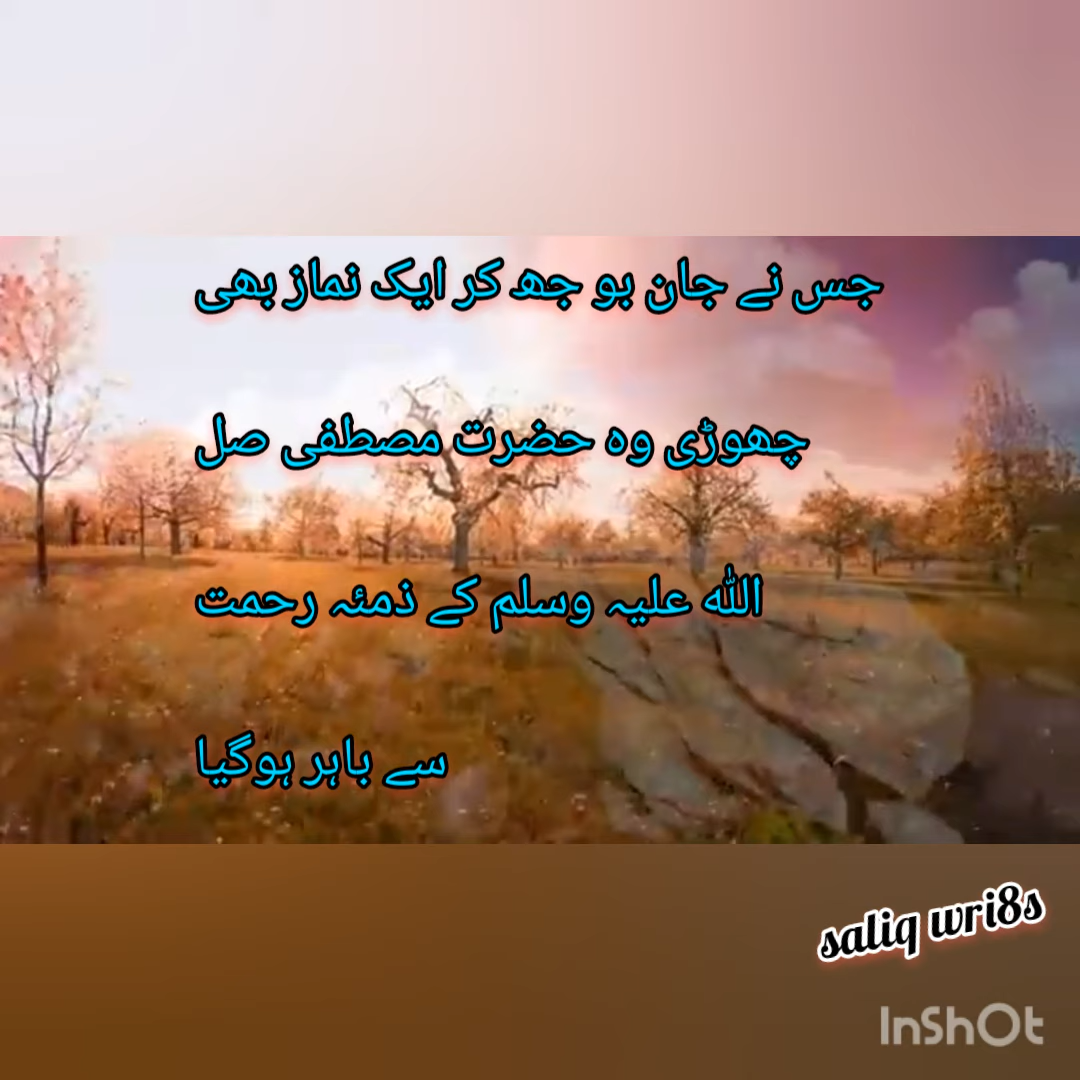 جس نے جان بو جھ کر ایک نماز بھی
چھوڑی وہ حضرت مصطفی صل
اللہ علیہ وسلم کے ذمئہ رحمت
سے باہر ہوگیا
saliq wri8s
InShOt